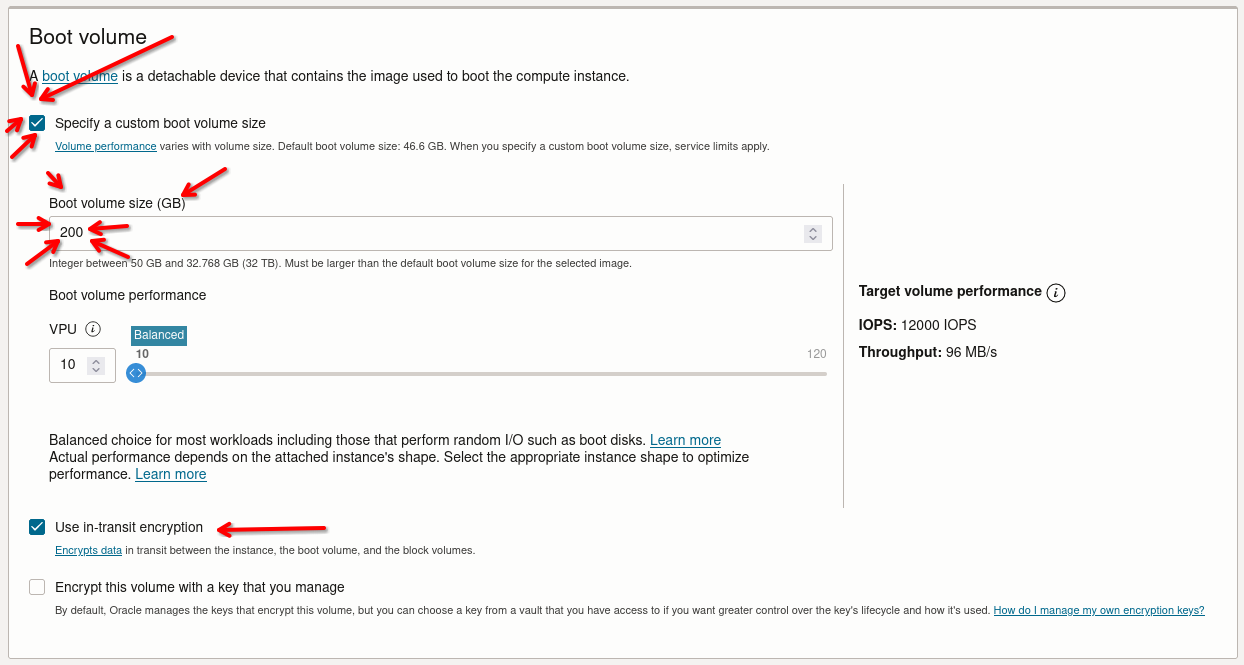 Boot volume
A boot volume is a detachable device that contains the image used to boot the compute instance.
Specify a custom boot volume size
Volume performance varies with volume size. Default boot volume size: 46.6 GB. When you specify a custom boot volume size, service limits apply.
Boot volume size (GB)
200
Integer between 50 GB and 32.768 GB (32 TB). Must be larger than the default boot volume size for the selected image.
Boot volume performance
VPU
Balanced
10
10
120
Target volume performance
IOPS: 12000 IOPS
Throughput: 96 MB/s
Balanced choice for most workloads including those that perform random I/O such as boot disks. Learn more
Actual performance depends on the attached instance's shape. Select the appropriate instance shape to optimize
performance. Learn more
Use in-transit encryption
Encrypts data in transit between the instance, the boot volume, and the block volumes.
Encrypt this volume with a key that you manage
By default, Oracle manages the keys that encrypt this volume, but you can choose a key from a vault that you have access to if you want greater control over the key's lifecycle and how it's used. How do I manage my own encryption keys?